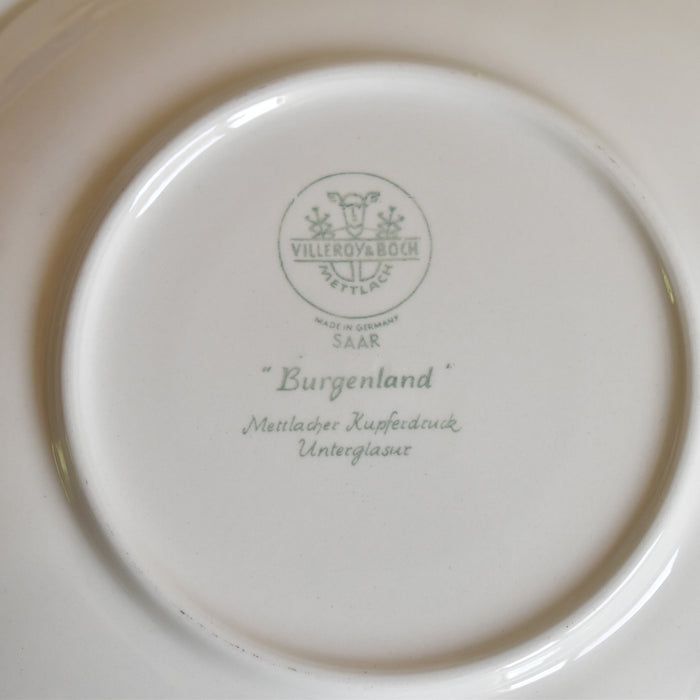 VILLEROY & BOCH
METTLACH
MADE IN GERMANY
SAAR
"Burgenland"
Mettlacher Kupferdruck
Unterglasur